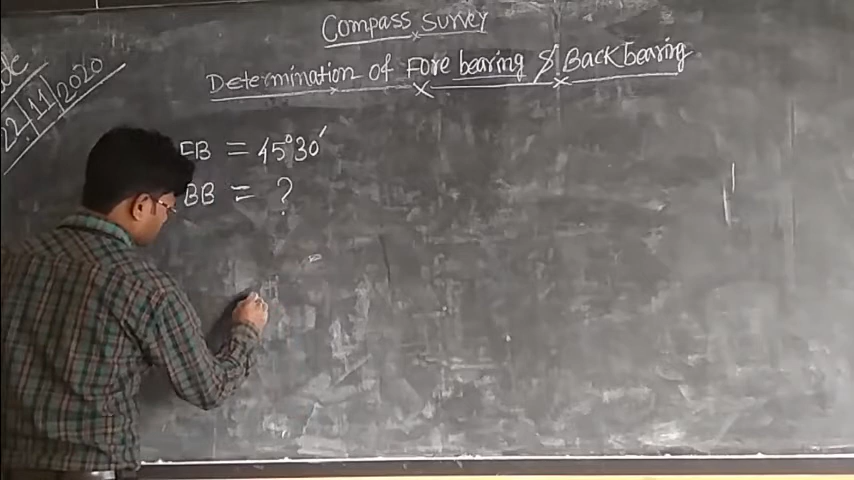 Compass survey
Determination of Fore bearing & Back bearing
22|11|2020
FB = 45°30′
BB = ?